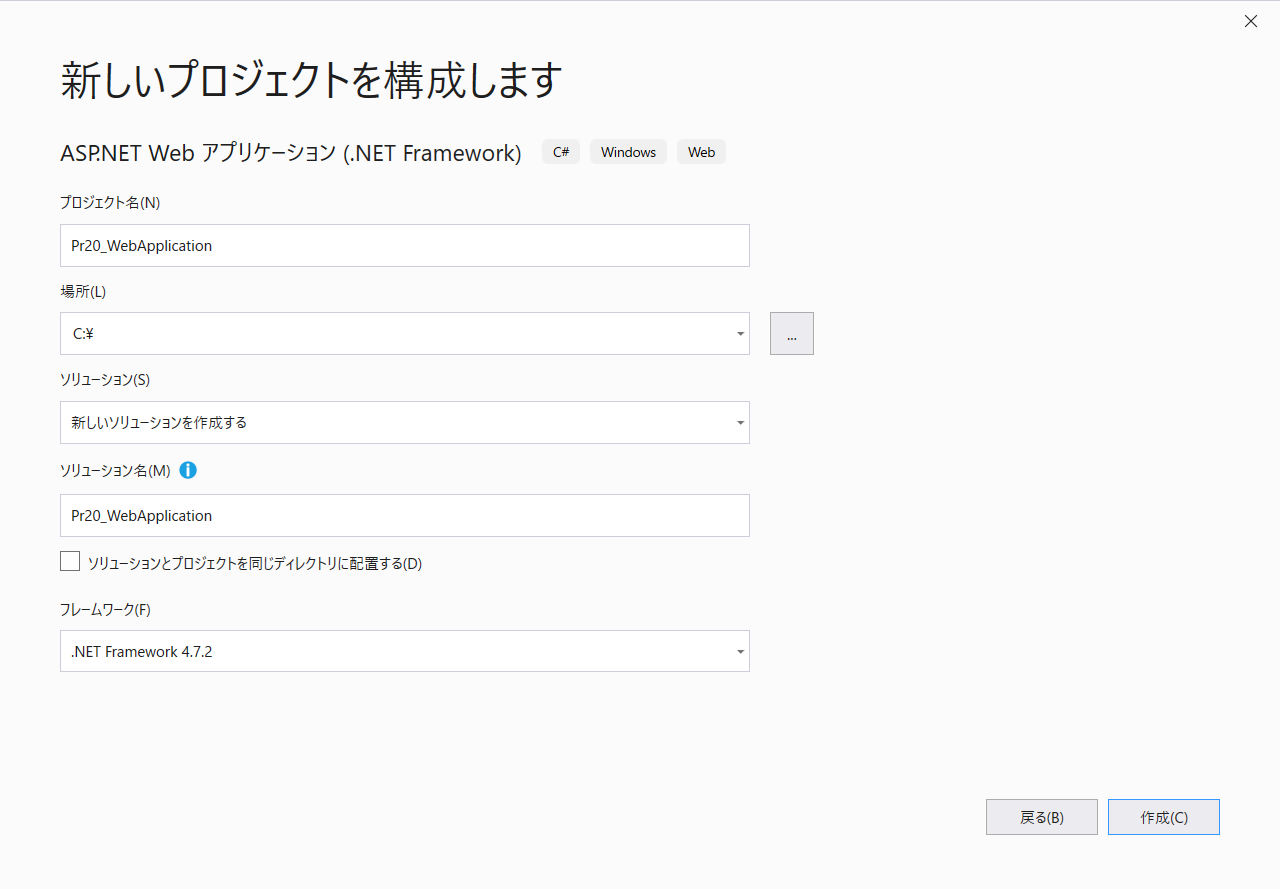 新しいプロジェクトを構成します
ASP.NET Web アプリケーション (.NET Framework) C# Windows Web
プロジェクト名(N)
Pr20_WebApplication
場所(L)
C:¥
...
ソリューション(S)
新しいソリューションを作成する
ソリューション名(M)
Pr20_WebApplication
ソリューションとプロジェクトを同じディレクトリに配置する(D)
フレームワーク(F)
.NET Framework 4.7.2
戻る(B) 作成(C)